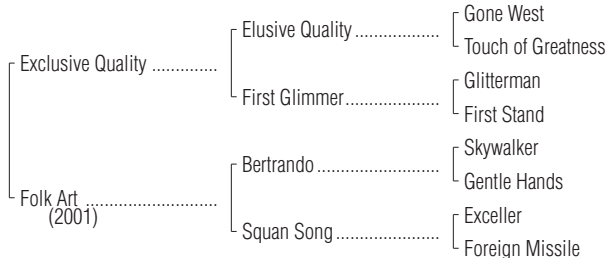 Gone West
Elusive Quality ..................
Touch of Greatness
Exclusive Quality .............
Glitterman
First Glimmer....................
First Stand
Skywalker
Bertrando ..........................
Gentle Hands
Folk Art ..........................
(2001)
Exceller
Squan Song......................
Foreign Missile